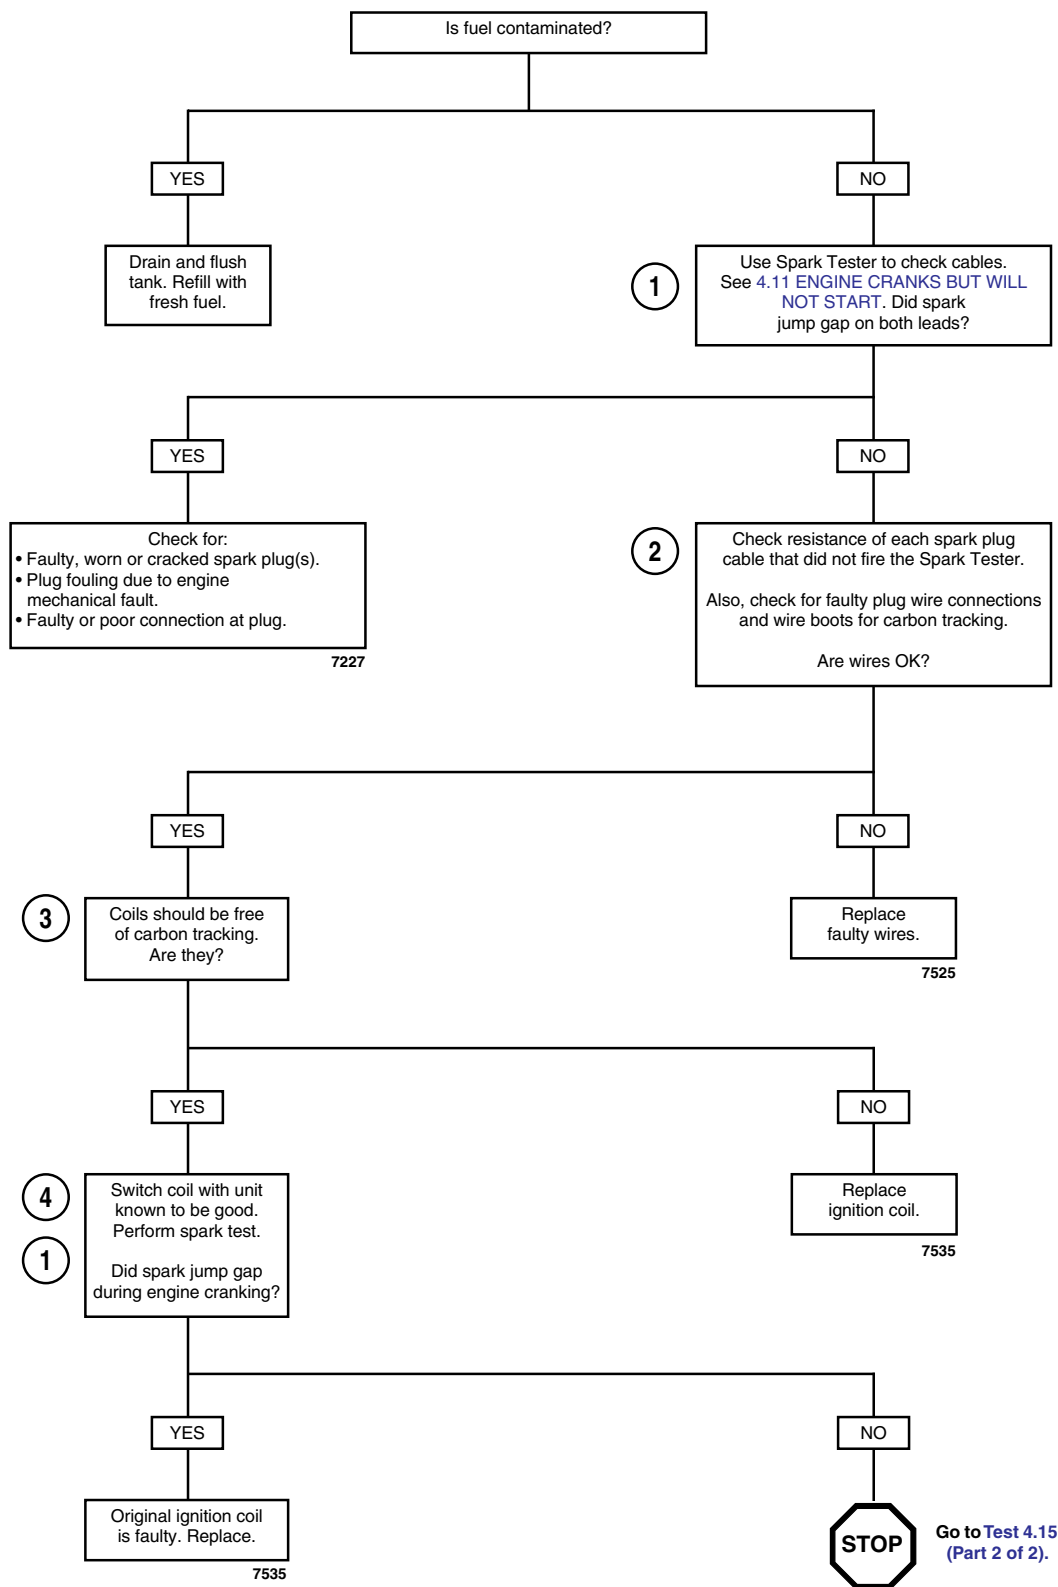 Is fuel contaminated?
YES
NO
Drain and flush
tank. Refill with
fresh fuel.
1
Use Spark Tester to check cables.
See 4.11 ENGINE CRANKS BUT WILL
NOT START. Did spark
jump gap on both leads?
YES
NO
Check for:
• Faulty, worn or cracked spark plug(s).
• Plug fouling due to engine
mechanical fault.
• Faulty or poor connection at plug.
7227
2
Check resistance of each spark plug
cable that did not fire the Spark Tester.
Also, check for faulty plug wire connections
and wire boots for carbon tracking.
Are wires OK?
YES
NO
3
Coils should be free
of carbon tracking.
Are they?
Replace
faulty wires.
7525
YES
NO
4
1
Switch coil with unit
known to be good.
Perform spark test.
Did spark jump gap
during engine cranking?
Replace
ignition coil.
7535
YES
NO
Original ignition coil
is faulty. Replace.
7535
STOP
Go to Test 4.15
(Part 2 of 2).